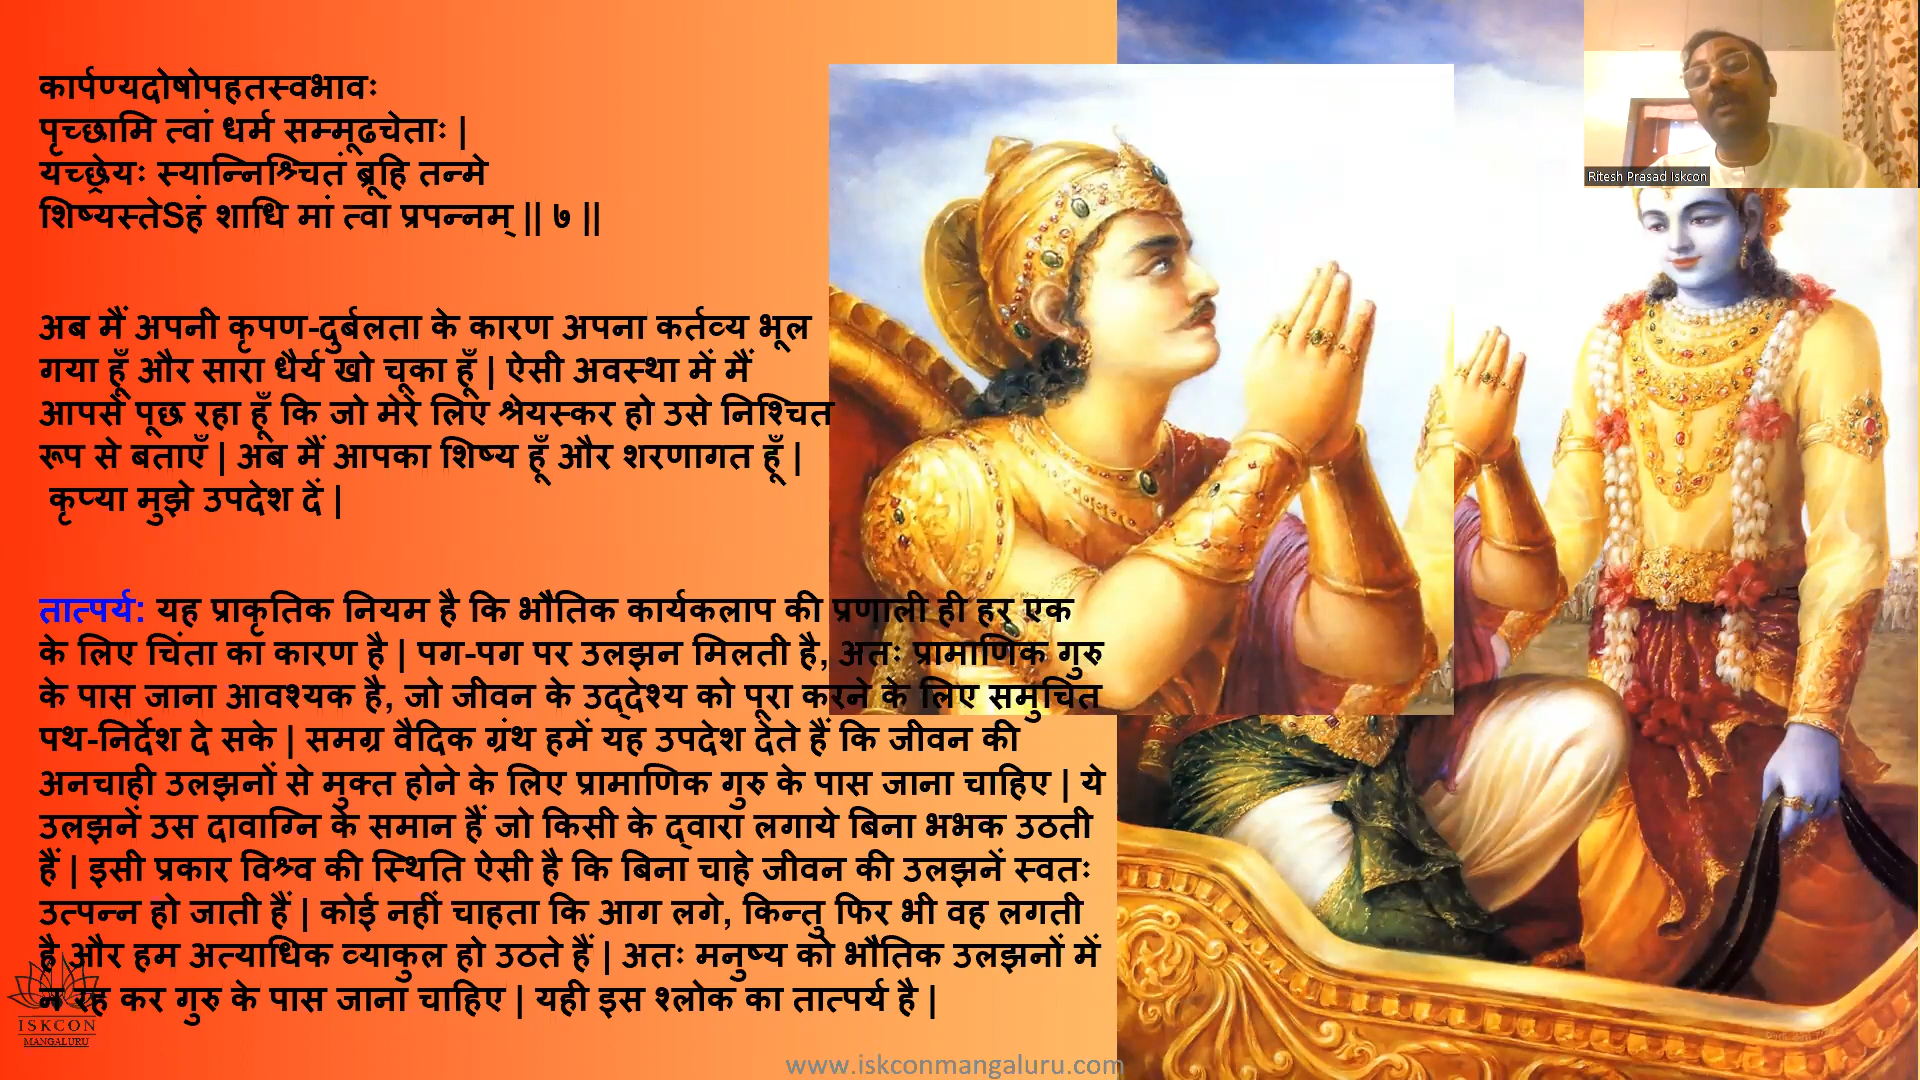 कार्पण्यदोषोपहतस्वभावः
पृच्छामि त्वां धर्म सम्मूढचेताः |
यच्छ्रेयः स्यान्निश्र्चितं ब्रूहि तन्मे
शिष्यस्तेSहं शाधि मां त्वां प्रपन्नम् || ७ ||
अब मैं अपनी कृपण-दुर्बलता के कारण अपना कर्तव्य भूल
गया हूँ और सारा धैर्य खो चूका हूँ | ऐसी अवस्था में मैं
आपसे पूछ रहा हूँ कि जो मेरे लिए श्रेयस्कर हो उसे निश्चित
रूप से बताएँ | अब मैं आपका शिष्य हूँ और शरणागत हूँ |
कृप्या मुझे उपदेश दें |
तात्पर्य: यह प्राकृतिक नियम है कि भौतिक कार्यकलाप की प्रणाली ही हर एक
के लिए चिंता का कारण है | पग-पग पर उलझन मिलती है, अतः प्रामाणिक गुरु
के पास जाना आवश्यक है, जो जीवन के उद्देश्य को पूरा करने के लिए समुचित
पथ-निर्देश दे सके | समग्र वैदिक ग्रंथ हमें यह उपदेश देते हैं कि जीवन की
अनचाही उलझनों से मुक्त होने के लिए प्रामाणिक गुरु के पास जाना चाहिए | ये
उलझनें उस दावाग्नि के समान हैं जो किसी के द्वारा लगाये बिना भभक उठती
हैं | इसी प्रकार विश्र्व की स्थिति ऐसी है कि बिना चाहे जीवन की उलझनें स्वतः
उत्पन्न हो जाती हैं | कोई नहीं चाहता कि आग लगे, किन्तु फिर भी वह लगती
है और हम अत्याधिक व्याकुल हो उठते हैं | अतः मनुष्य को भौतिक उलझनों में
न रह कर गुरु के पास जाना चाहिए | यही इस श्लोक का तात्पर्य है |
ISKCON
MANGALURU
www.iskconmangaluru.com
Ritesh Prasad Iskcon